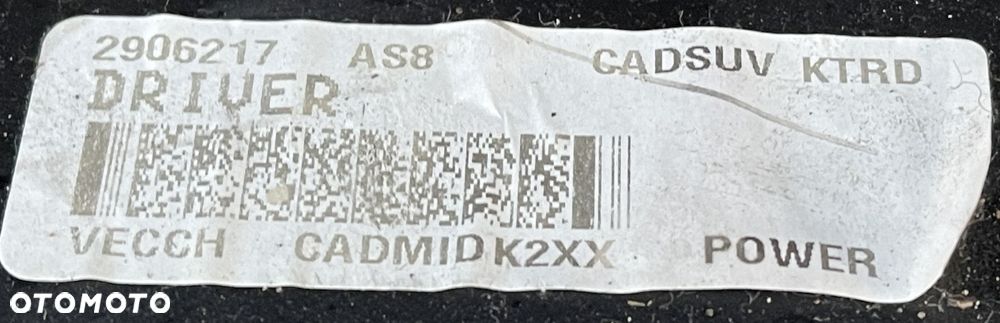 2906217 AS8 CADSUV KTRD
DRIVER
VECCH CADMID K2XX POWER
OTOMOTO